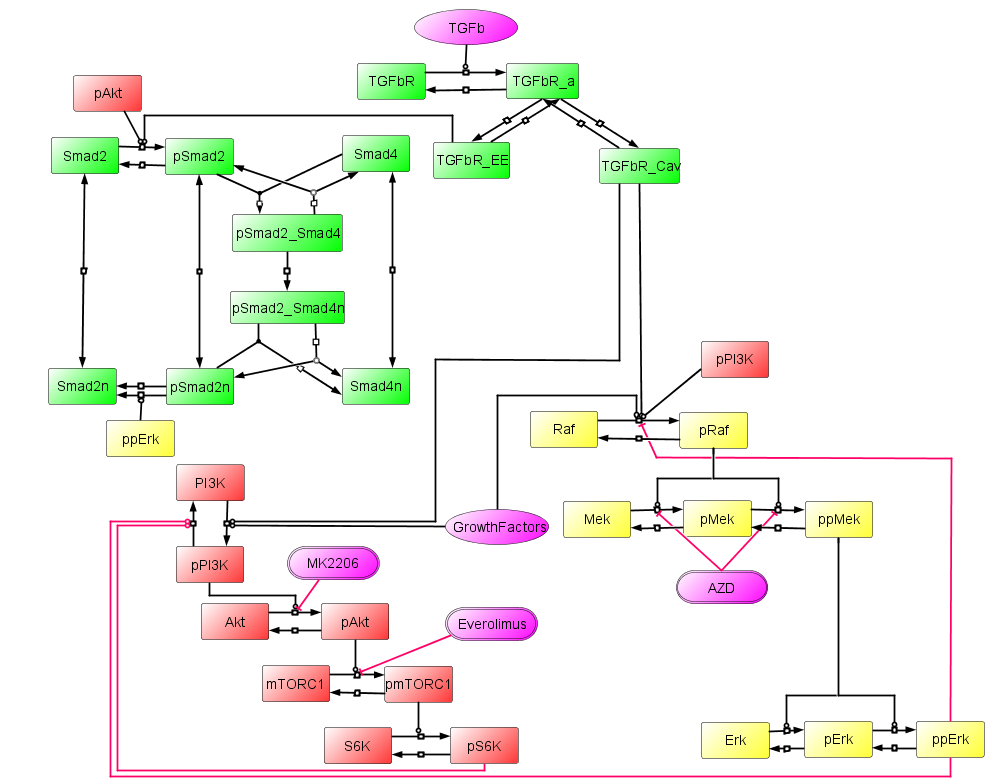 TGFb
TGFbR
TGFbR_a
pAkt
Smad2
pSmad2
Smad4
TGFbR_EE
TGFbR_Cav
pSmad2_Smad4
pSmad2_Smad4n
pPI3K
Smad2n
pSmad2n
Smad4n
ppErk
Raf
pRaf
PI3K
GrowthFactors
Mek
pMek
ppMek
pPI3K
MK2206
AZD
Akt
pAkt
Everolimus
mTORC1
pmTORC1
S6K
pS6K
Erk
pErk
ppErk